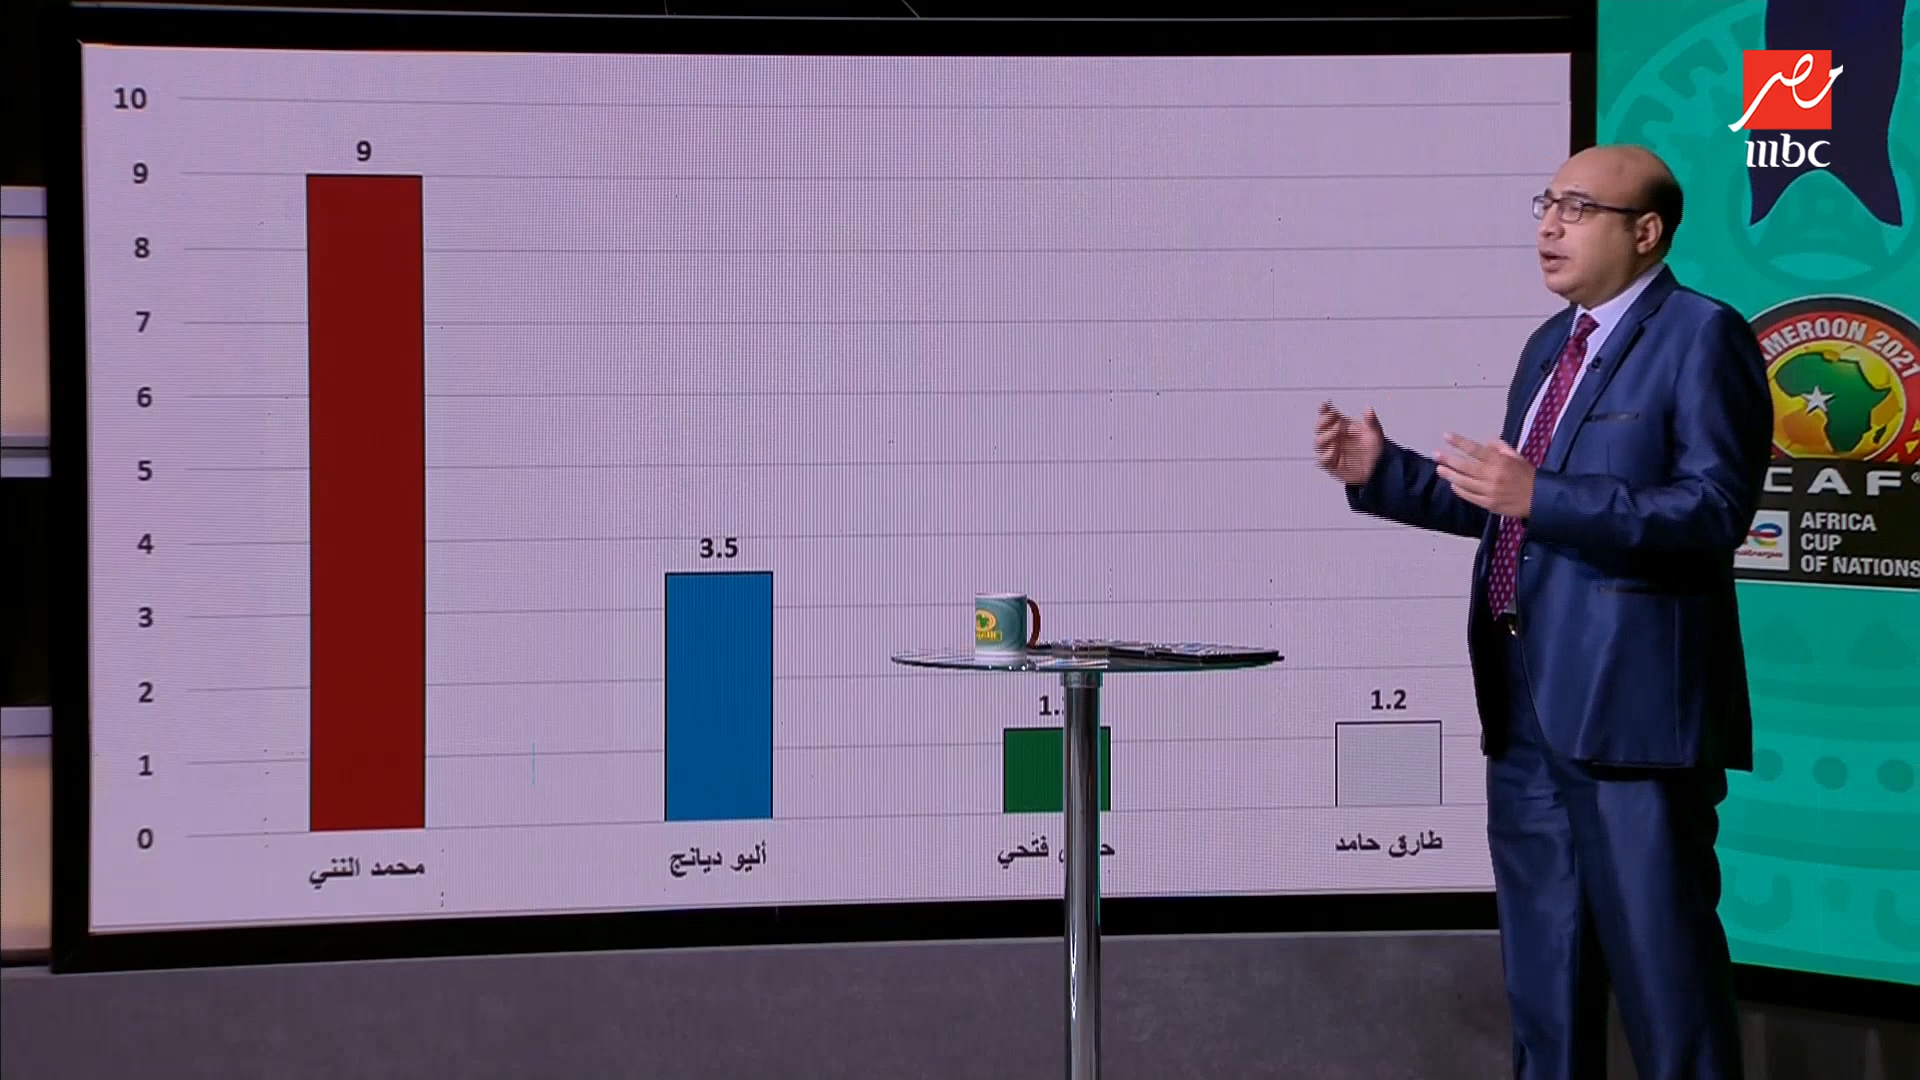 10
9
8
7
6
5
4
3
2
1
0
9
3.5
1.2
محمد النني
أليو ديانج
فتحي
طارق حامد
مصر
mbc
CAMEROON 2021
CAF
AFRICA
CUP
OF NATIONS